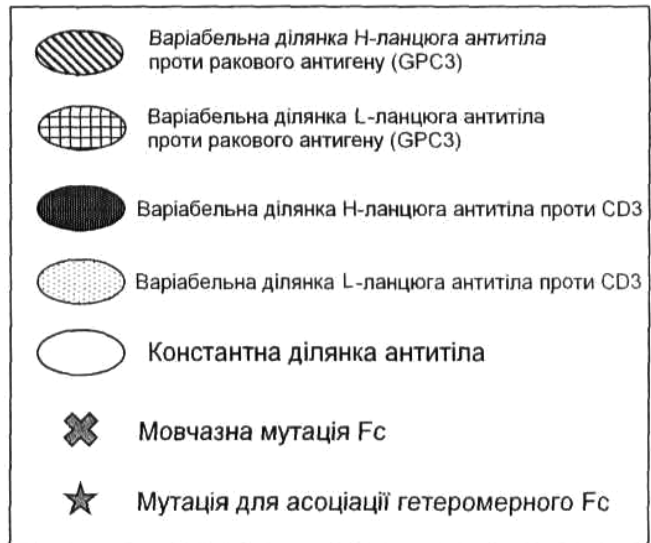 Варіабельна ділянка Н-ланцюга антитіла
проти ракового антигену (GPC3)
Варіабельна ділянка L-ланцюга антитіла
проти ракового антигену (GPC3)
Варіабельна ділянка Н-ланцюга антитіла проти CD3
Варіабельна ділянка L-ланцюга антитіла проти CD3
Константна ділянка антитіла
Мовчазна мутація Fc
Мутація для асоціації гетеромерного Fc